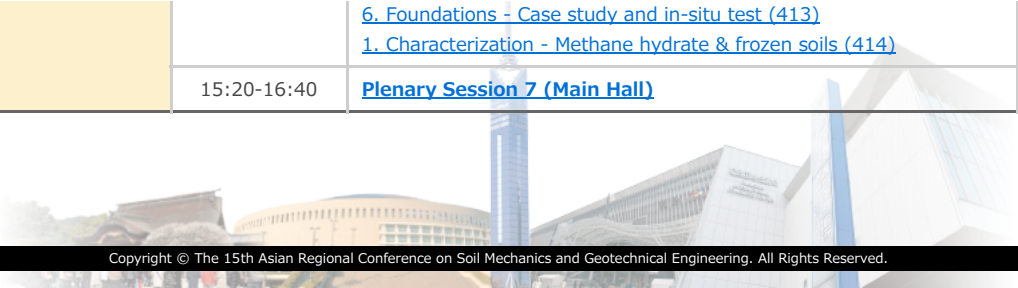 6. Foundations - Case study and in-situ test (413)
1. Characterization - Methane hydrate & frozen soils (414)
15:20-16:40 Plenary Session 7 (Main Hall)
Copyright © The 15th Asian Regional Conference on Soil Mechanics and Geotechnical Engineering. All Rights Reserved.